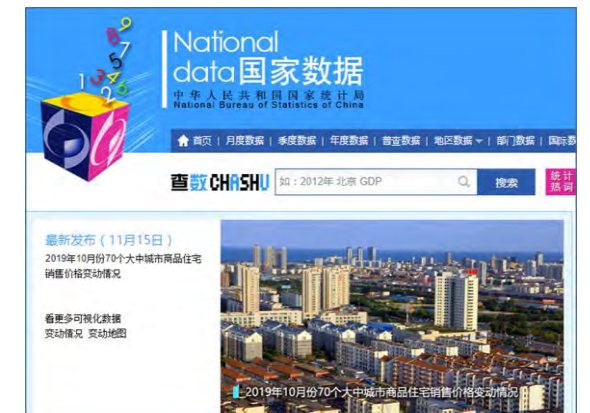 National
data国家数据
中华人民共和国国家统计局
National Bureau of Statistics of China
首页 | 月度数据 | 季度数据 | 年度数据 | 普查数据 | 地区数据 | 部门数据 | 国际数
查数 CHASHU 如：2012年 北京 GDP 搜索 统计
热词
最新发布（11月15日）
2019年10月份70个大中城市商品住宅
销售价格变动情况
看更多可视化数据
变动情况 变动地图
2019年10月份70个大中城市商品住宅销售价格变动情况